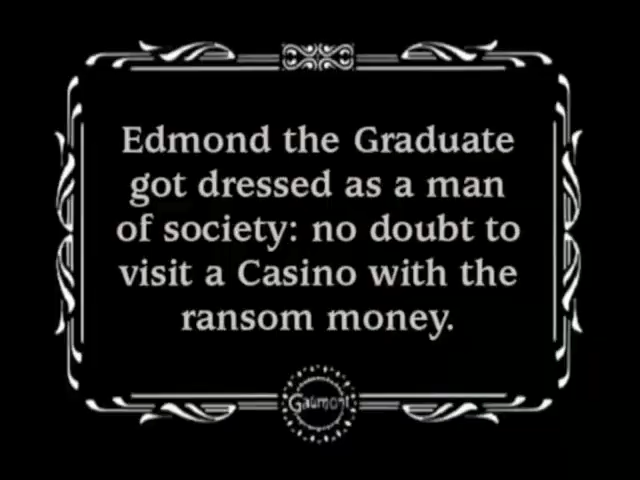 Edmond the Graduate
got dressed as a man
of society: no doubt to
visit a Casino with the
ransom money.
Gaumont